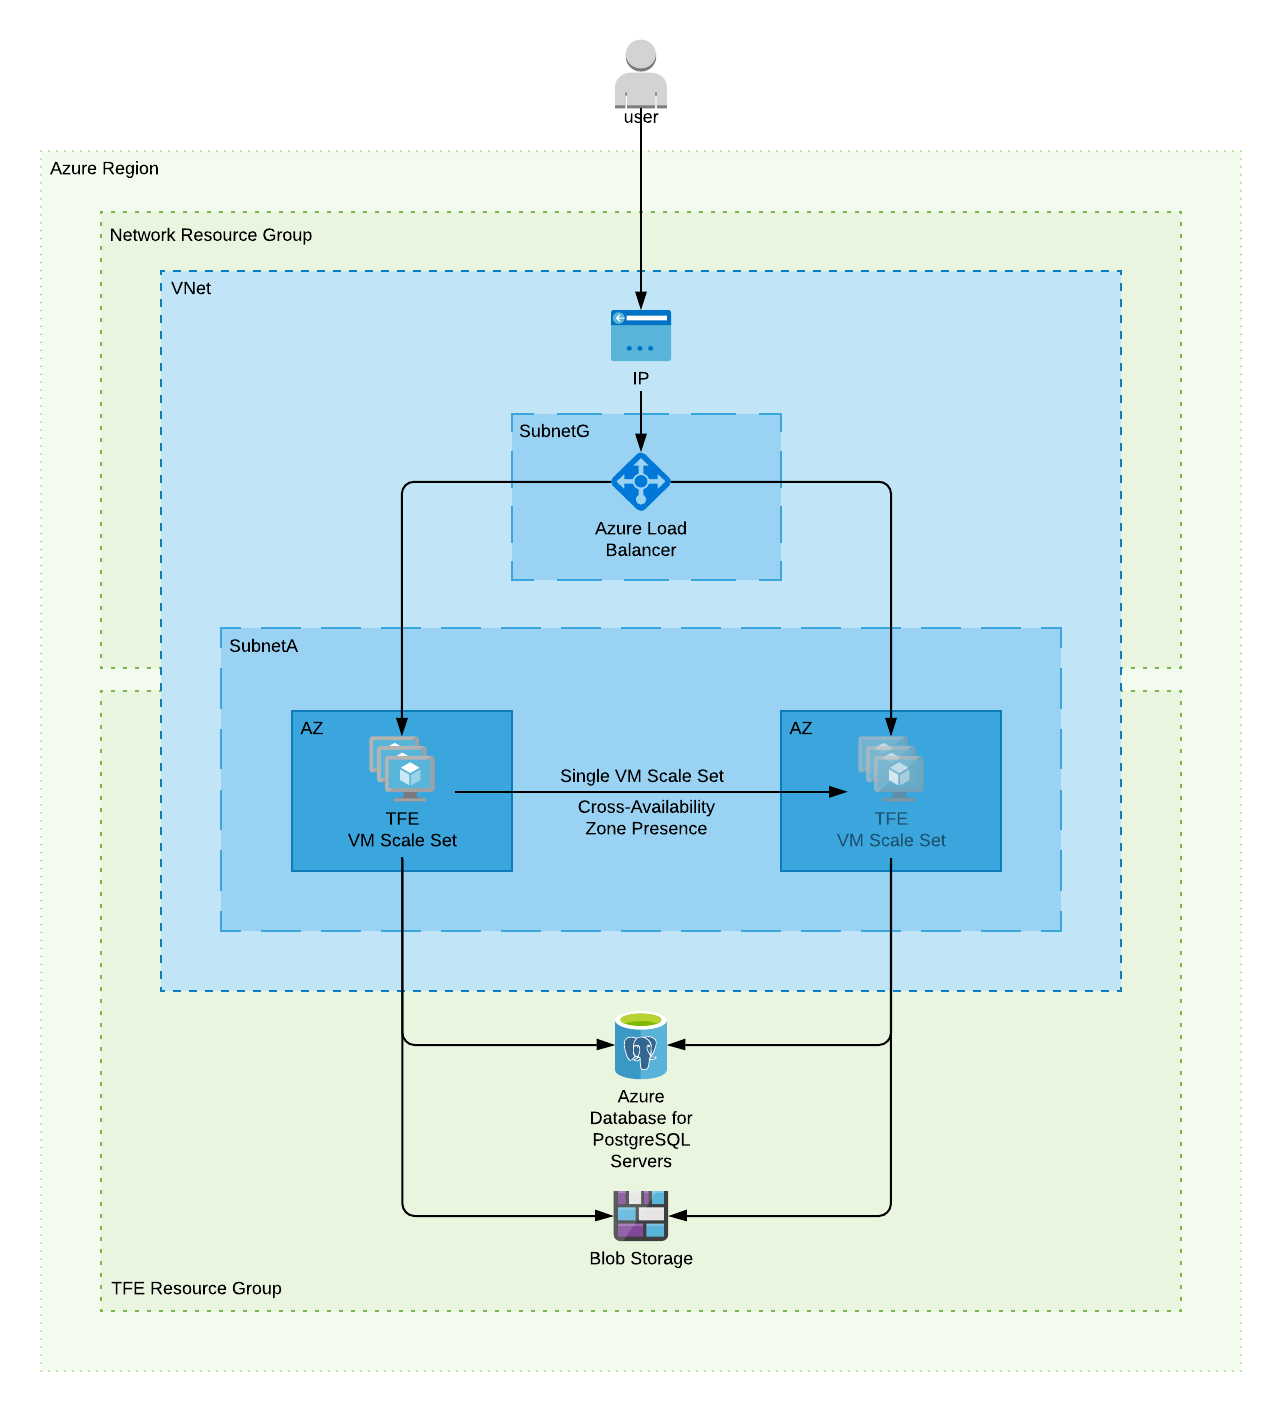 user
Azure Region
Network Resource Group
VNet
IP
SubnetG
Azure Load
Balancer
SubnetA
AZ
TFE
VM Scale Set
Single VM Scale Set
Cross-Availability
Zone Presence
AZ
TFE
VM Scale Set
Azure
Database for
PostgreSQL
Servers
Blob Storage
TFE Resource Group